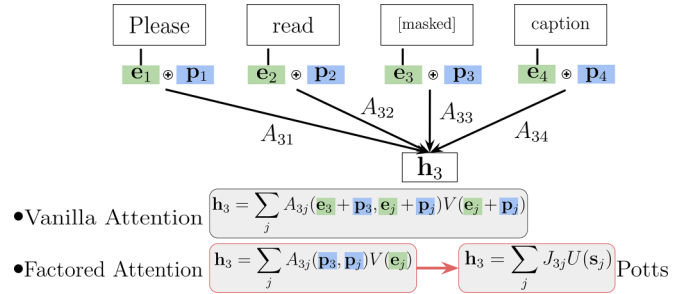 Please read [masked] caption
e₁ ⊕ p₁ e₂ ⊕ p₂ e₃ ⊕ p₃ e₄ ⊕ p₄
A₃₁ A₃₂ A₃₃ A₃₄
h₃
•Vanilla Attention h₃ = ∑ⱼ A₃ⱼ(e₃ + p₃, eⱼ + pⱼ)V(eⱼ + pⱼ)
•Factored Attention h₃ = ∑ⱼ A₃ⱼ(p₃, pⱼ)V(eⱼ) → h₃ = ∑ⱼ J₃ⱼU(sⱼ) Potts